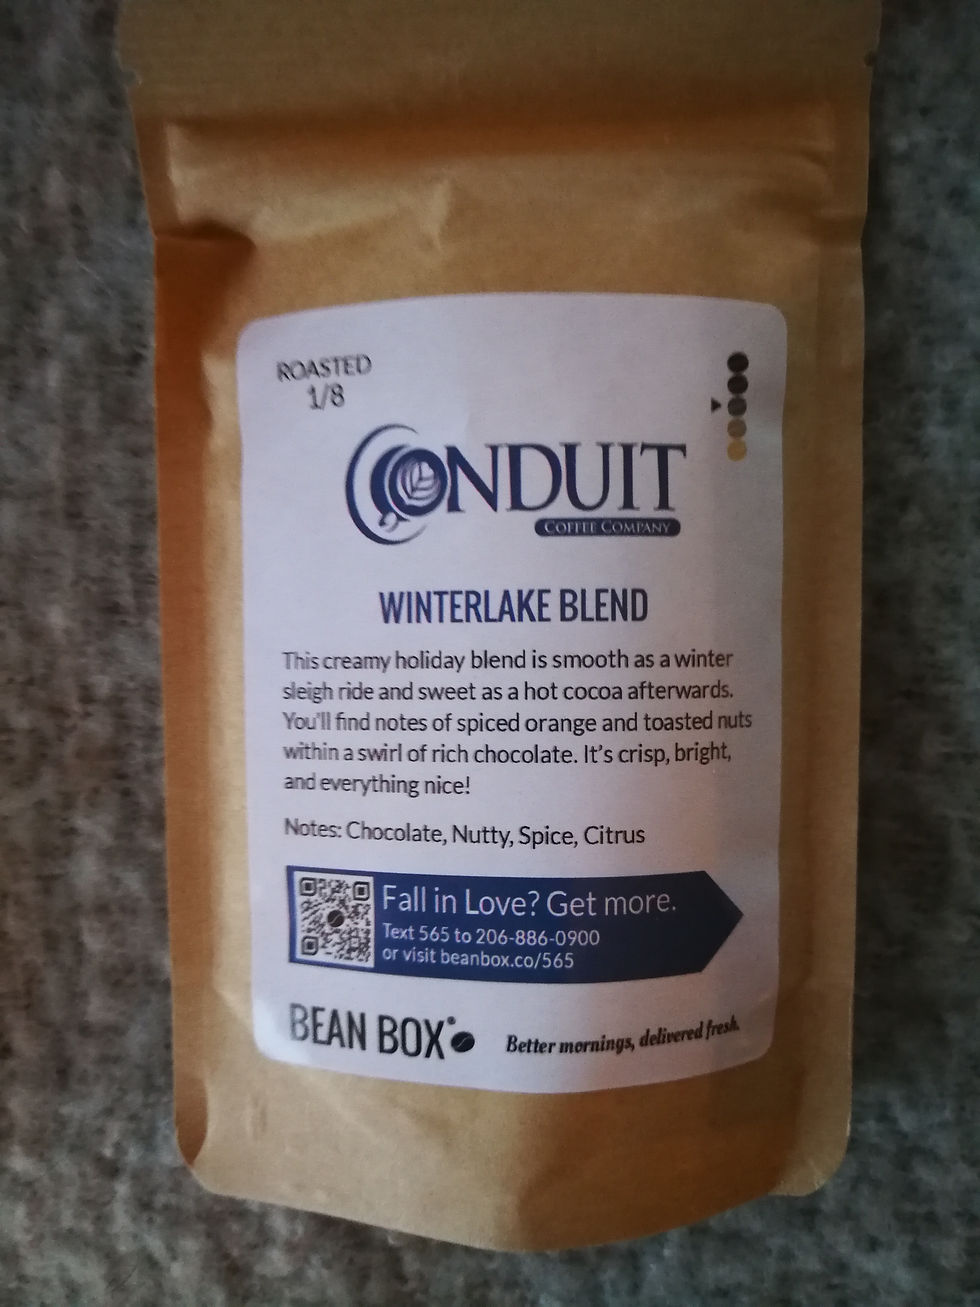 ROASTED
1/8
CONDUIT
COFFEE COMPANY
WINTERLAKE BLEND
This creamy holiday blend is smooth as a winter
sleigh ride and sweet as a hot cocoa afterwards.
You'll find notes of spiced orange and toasted nuts
within a swirl of rich chocolate. It's crisp, bright,
and everything nice!
Notes: Chocolate, Nutty, Spice, Citrus
Fall in Love? Get more.
Text 565 to 206-886-0900
or visit beanbox.co/565
BEAN BOX®
Better mornings, delivered fresh.